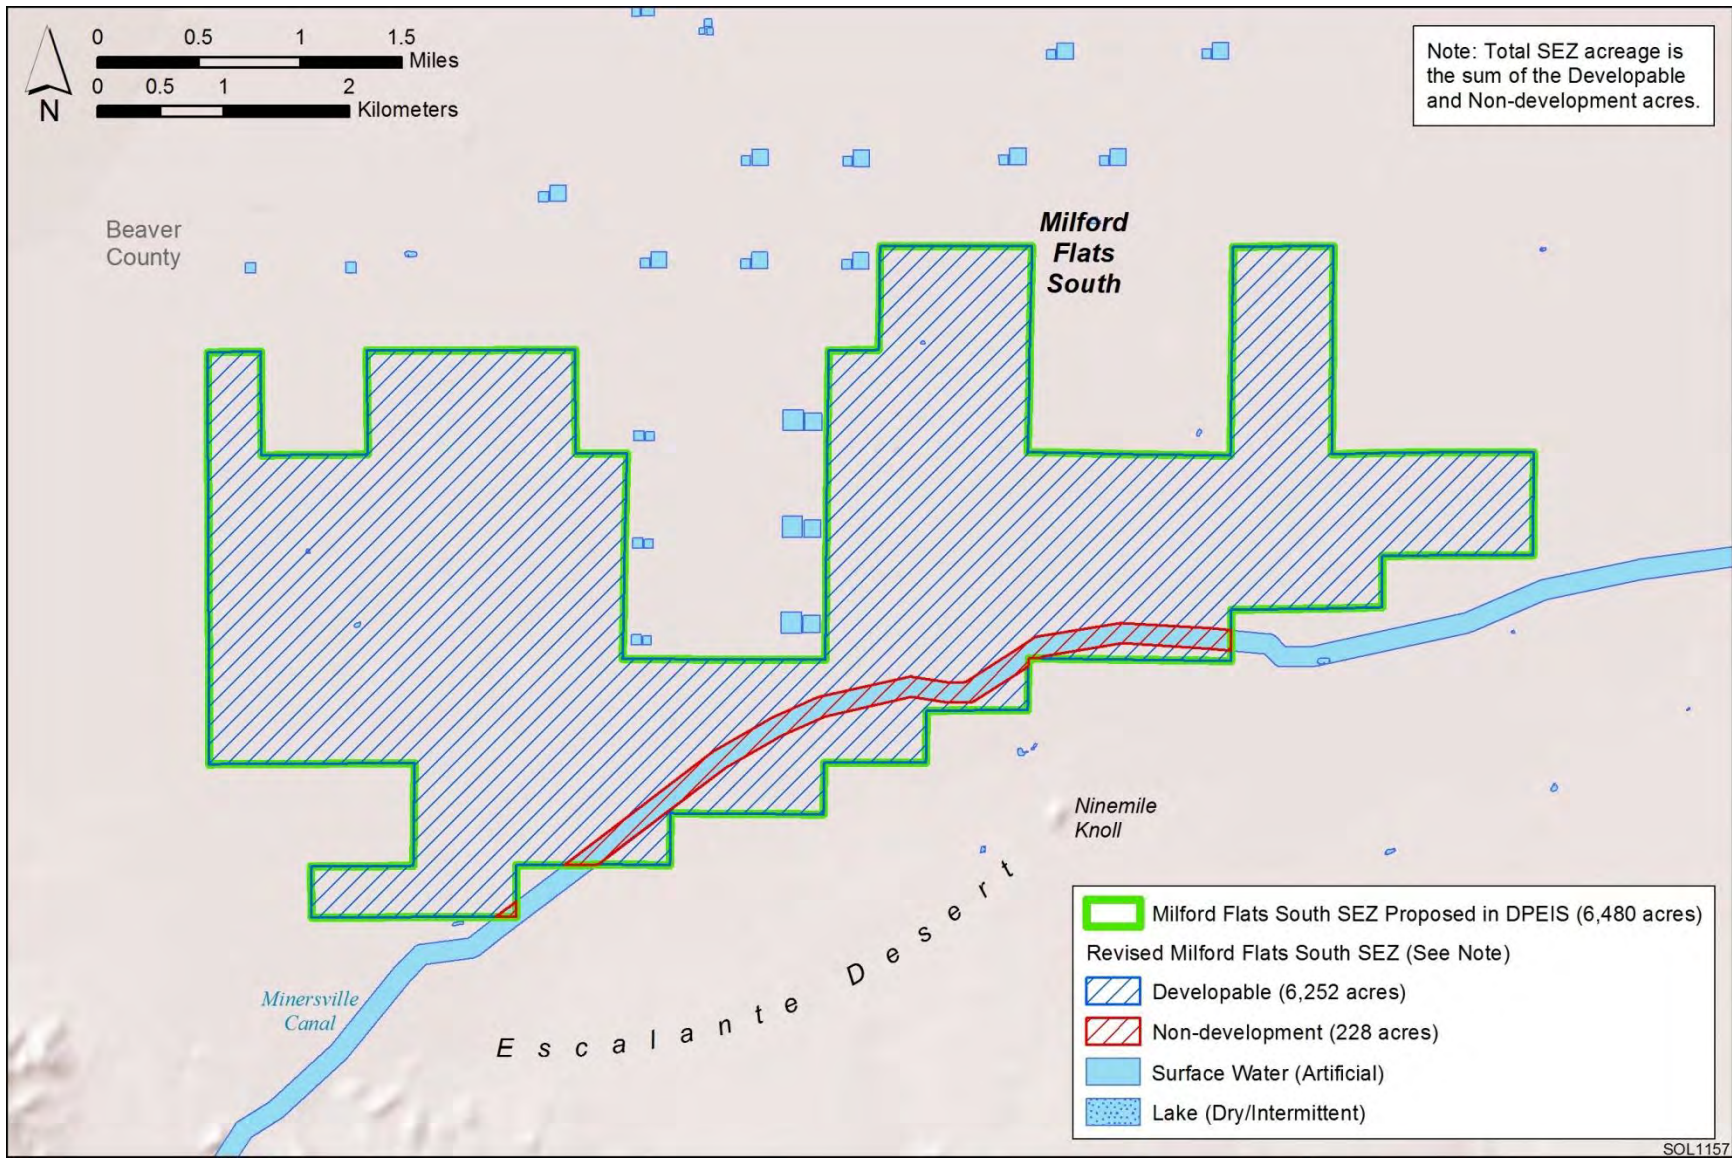 0 0.5 1 1.5
Miles
0 0.5 1 2
Kilometers
N
Note: Total SEZ acreage is
the sum of the Developable
and Non-development acres.
Beaver
County
Milford
Flats
South
Ninemile
Knoll
Escalante Desert
Minersville
Canal
Milford Flats South SEZ Proposed in DPEIS (6,480 acres)
Revised Milford Flats South SEZ (See Note)
Developable (6,252 acres)
Non-development (228 acres)
Surface Water (Artificial)
Lake (Dry/Intermittent)
SOL1157